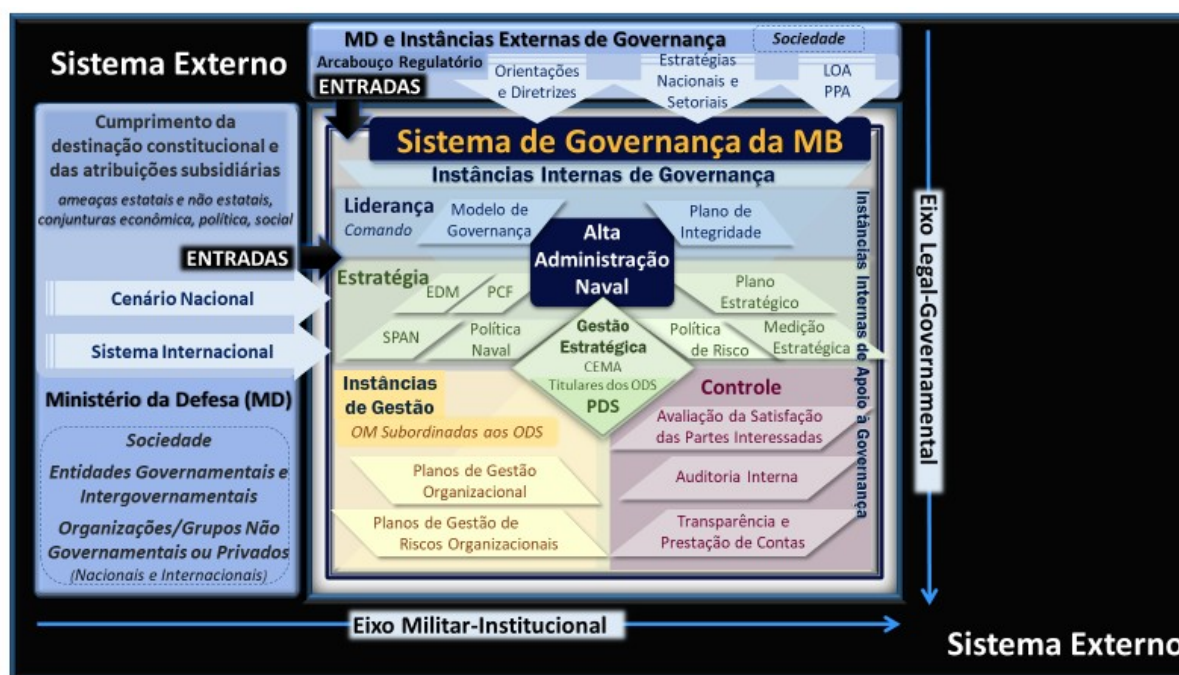 Sistema Externo
MD e Instâncias Externas de Governança
Sociedade
Arcabouço Regulatório
ENTRADAS
Orientações
e Diretrizes
Estratégias
Nacionais e
Setoriais
LOA
PPA
Cumprimento da
destinação constitucional e
das atribuições subsidiárias
ameaças estatais e não estatais,
conjunturas econômica, política, social
ENTRADAS
Cenário Nacional
Sistema Internacional
Ministério da Defesa (MD)
Sociedade
Entidades Governamentais e
Intergovernamentais
Organizações/Grupos Não
Governamentais ou Privados
(Nacionais e Internacionais)
Sistema de Governança da MB
Instâncias Internas de Governança
Liderança
Comando
Modelo de
Governança
Alta
Administração
Naval
Plano de
Integridade
Estratégia
EDM
PCF
Plano
Estratégico
SPAN
Política
Naval
Gestão
Estratégica
CEMA
Titulares dos ODS
PDS
Política
de Risco
Medição
Estratégica
Instâncias
de Gestão
OM Subordinadas aos ODS
Planos de Gestão
Organizacional
Planos de Gestão de
Riscos Organizacionais
Controle
Avaliação da Satisfação
das Partes Interessadas
Auditoria Interna
Transparência e
Prestação de Contas
Instâncias Internas de Apoio à Governança
Eixo Legal-Governamental
Eixo Militar-Institucional
Sistema Externo